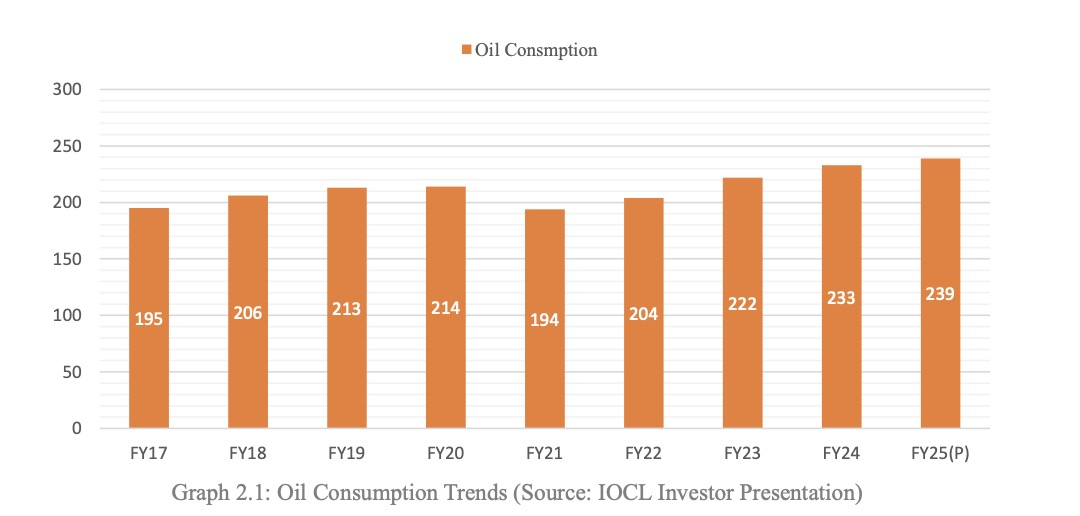 Oil Consmption
300
250
200
150
100
50
0
195 206 213 214 194 204 222 233 239
FY17 FY18 FY19 FY20 FY21 FY22 FY23 FY24 FY25(P)
Graph 2.1: Oil Consumption Trends (Source: IOCL Investor Presentation)